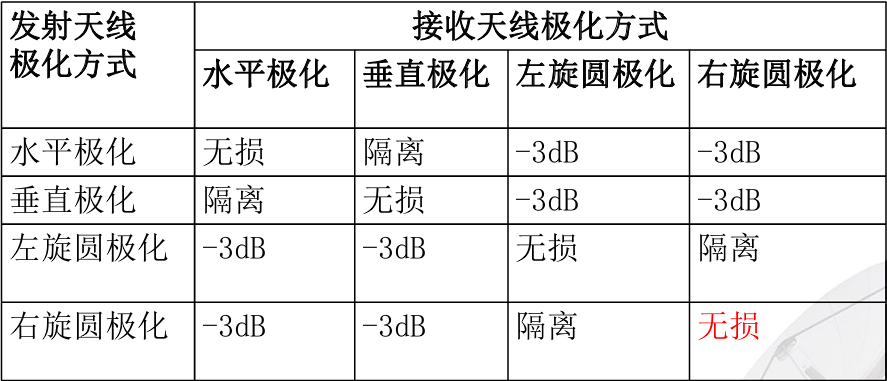 发射天线
极化方式
接收天线极化方式
水平极化 垂直极化 左旋圆极化 右旋圆极化
水平极化 无损 隔离 -3dB -3dB
垂直极化 隔离 无损 -3dB -3dB
左旋圆极化 -3dB -3dB 无损 隔离
右旋圆极化 -3dB -3dB 隔离 无损